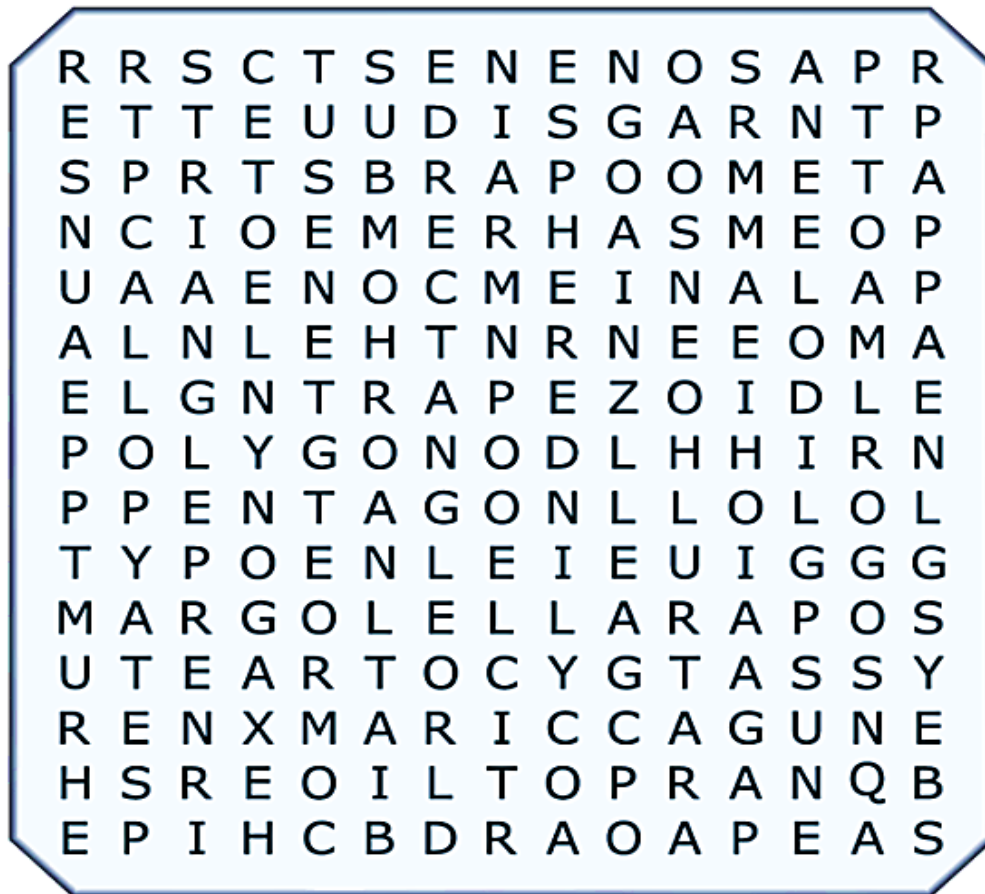 R R S C T S E N E N O S A P R
E T T E U U D I S G A R N T P
S P R T S B R A P O O M E T A
N C I O E M E R H A S M E O P
U A A E N O C M E I N A L A P
A L N L E H T N R N E E O M A
E L G N T R A P E Z O I D L E
P O L Y G O N O D L H H I R N
P P E N T A G O N L L O L O L
T Y P O E N L E I E U I G G G
M A R G O L E L L A R A P O S
U T E A R T O C Y G T A S S Y
R E N X M A R I C C A G U N E
H S R E O I L T O P R A N Q B
E P I H C B D R A O A P E A S